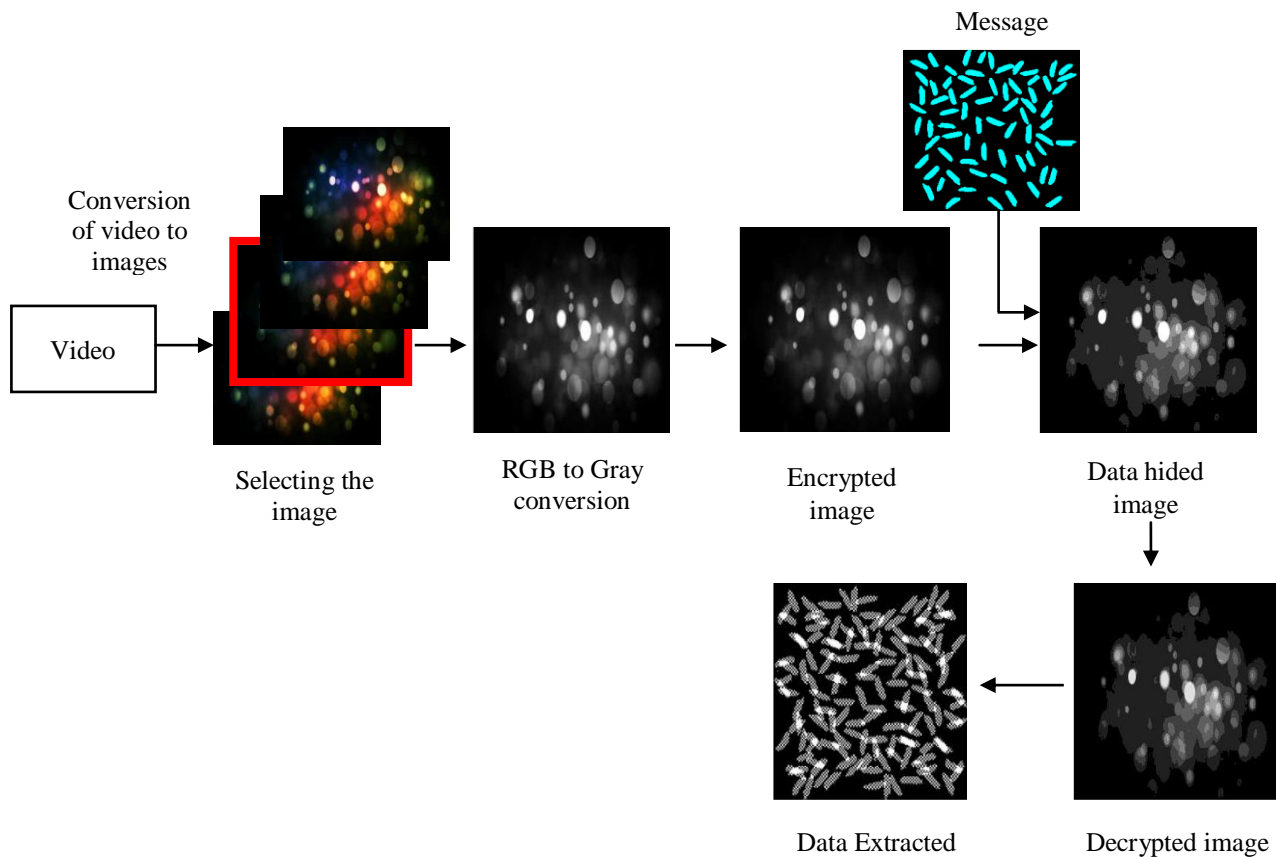 Message
Conversion
of video to
images
Video
Selecting the
image
RGB to Gray
conversion
Encrypted
image
Data hided
image
Data Extracted
Decrypted image